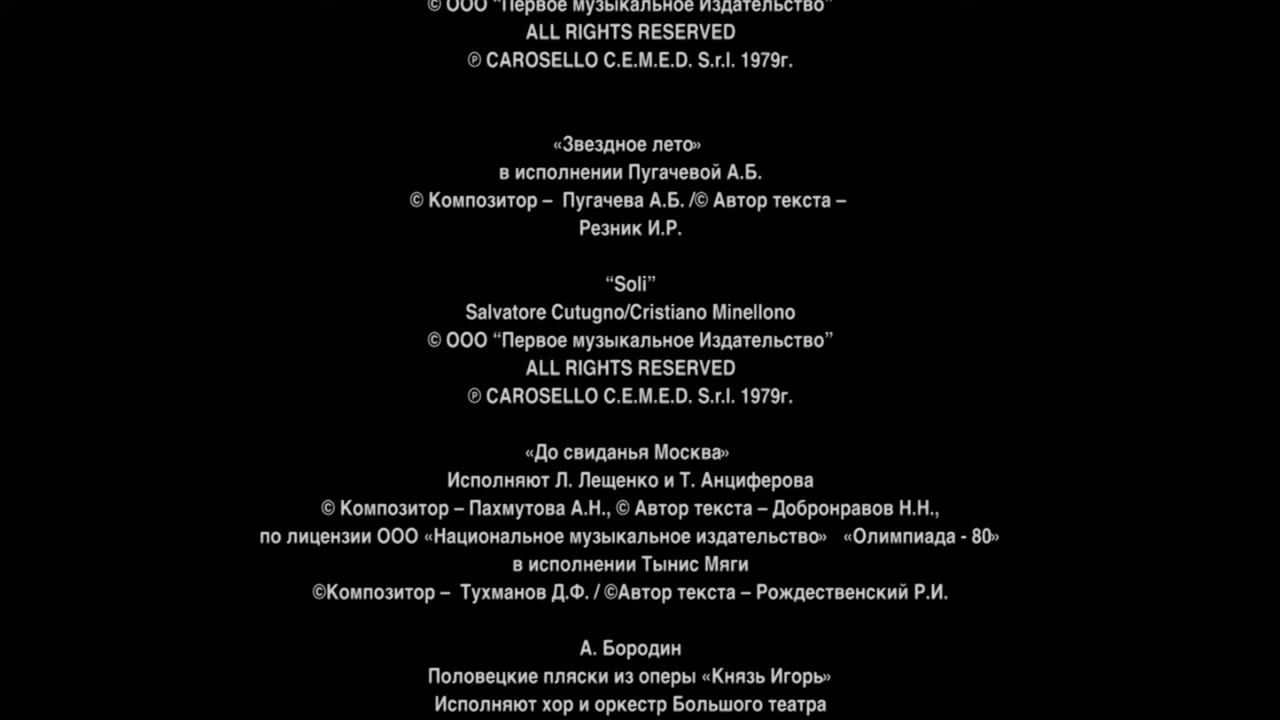 © ООО “Первое музыкальное Издательство”
ALL RIGHTS RESERVED
℗ CAROSELLO C.E.M.E.D. S.r.l. 1979г.
«Звездное лето»
в исполнении Пугачевой А.Б.
© Композитор – Пугачева А.Б. /© Автор текста –
Резник И.Р.
“Soli”
Salvatore Cutugno/Cristiano Minellono
© ООО “Первое музыкальное Издательство”
ALL RIGHTS RESERVED
℗ CAROSELLO C.E.M.E.D. S.r.l. 1979г.
«До свиданья Москва»
Исполняют Л. Лещенко и Т. Анциферова
© Композитор – Пахмутова А.Н., © Автор текста – Добронравов Н.Н.,
по лицензии ООО «Национальное музыкальное издательство» «Олимпиада - 80»
в исполнении Тынис Мяги
©Композитор – Тухманов Д.Ф. / ©Автор текста – Рождественский Р.И.
А. Бородин
Половецкие пляски из оперы «Князь Игорь»
Исполняют хор и оркестр Большого театра